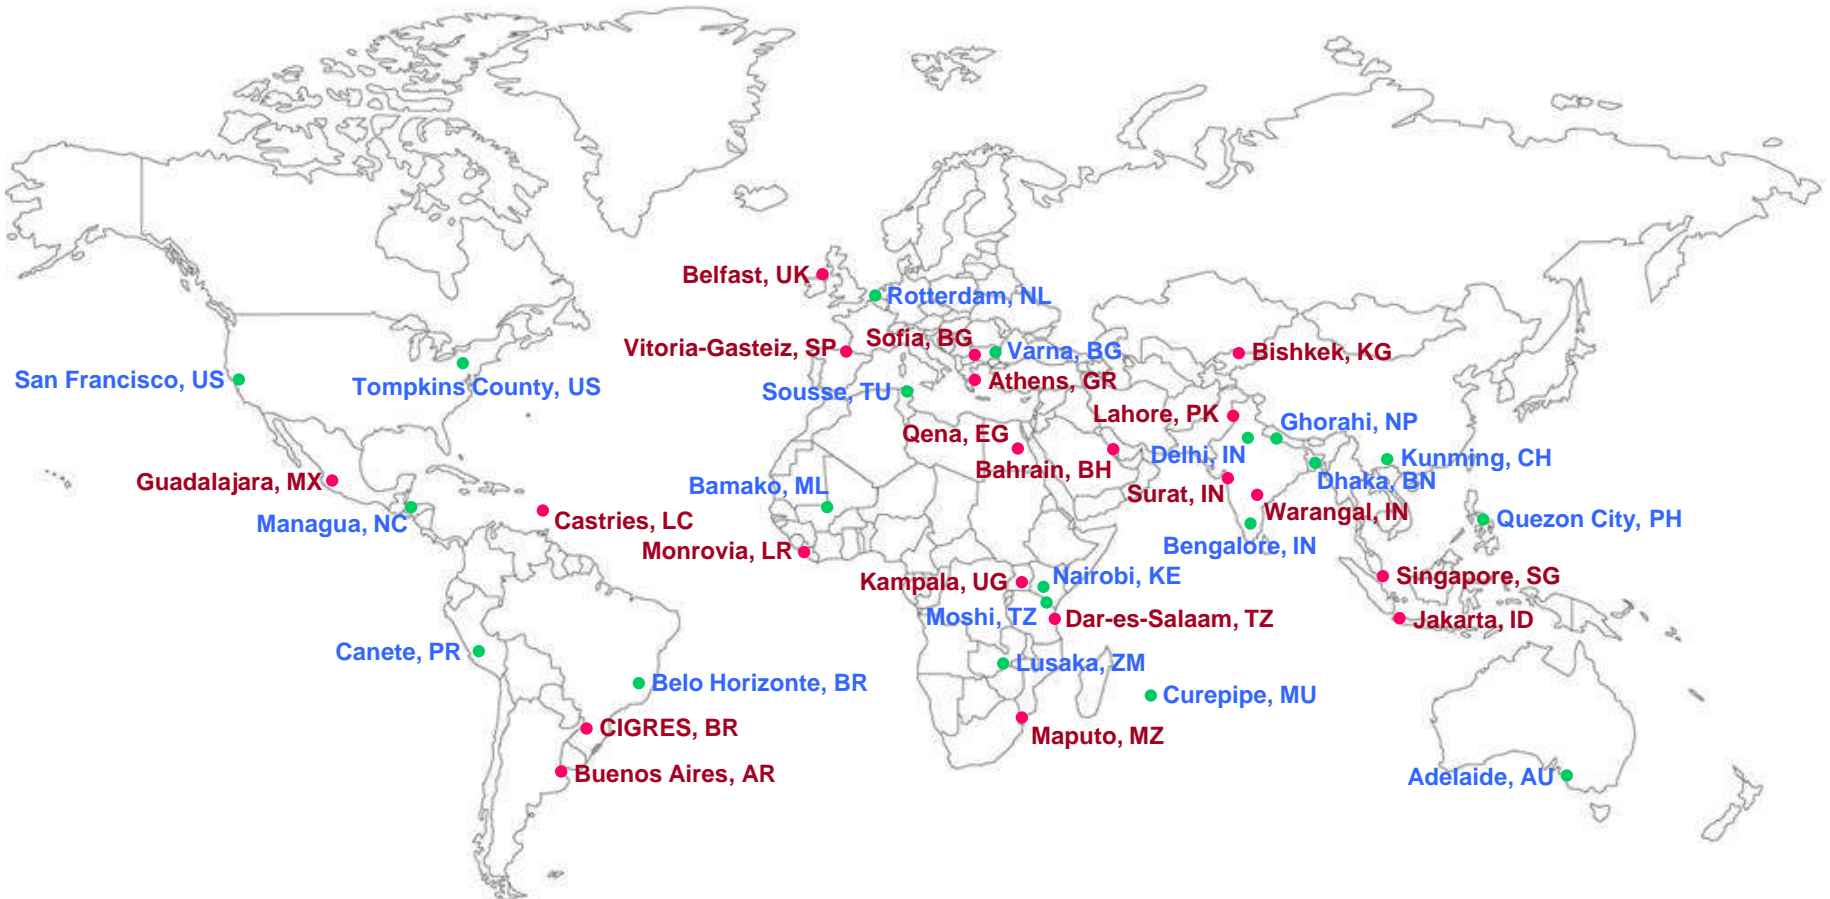 Belfast, UK
Rotterdam, NL
Vitoria-Gasteiz, SP
Sofia, BG
Varna, BG
Bishkek, KG
San Francisco, US
Tompkins County, US
Sousse, TU
Athens, GR
Lahore, PK
Ghorahi, NP
Qena, EG
Delhi, IN
Kunming, CH
Bahrain, BH
Guadalajara, MX
Bamako, ML
Surat, IN
Dhaka, BN
Managua, NC
Castries, LC
Warangal, IN
Quezon City, PH
Monrovia, LR
Bengalore, IN
Kampala, UG
Nairobi, KE
Singapore, SG
Moshi, TZ
Dar-es-Salaam, TZ
Jakarta, ID
Canete, PR
Lusaka, ZM
Belo Horizonte, BR
Curepipe, MU
CIGRES, BR
Maputo, MZ
Buenos Aires, AR
Adelaide, AU